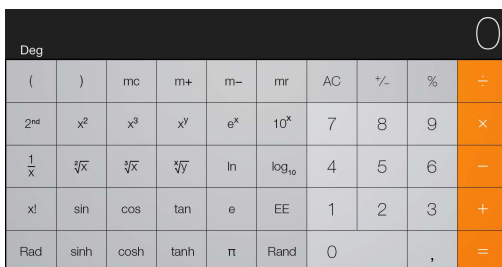 0
Deg
( ) mc m+ m− mr AC +/− % ÷
2ⁿᵈ x² x³ xʸ eˣ 10ˣ 7 8 9 ×
1/x ²√x ³√x ˣ√y ln log₁₀ 4 5 6 −
x! sin cos tan e EE 1 2 3 +
Rad sinh cosh tanh π Rand 0 , =